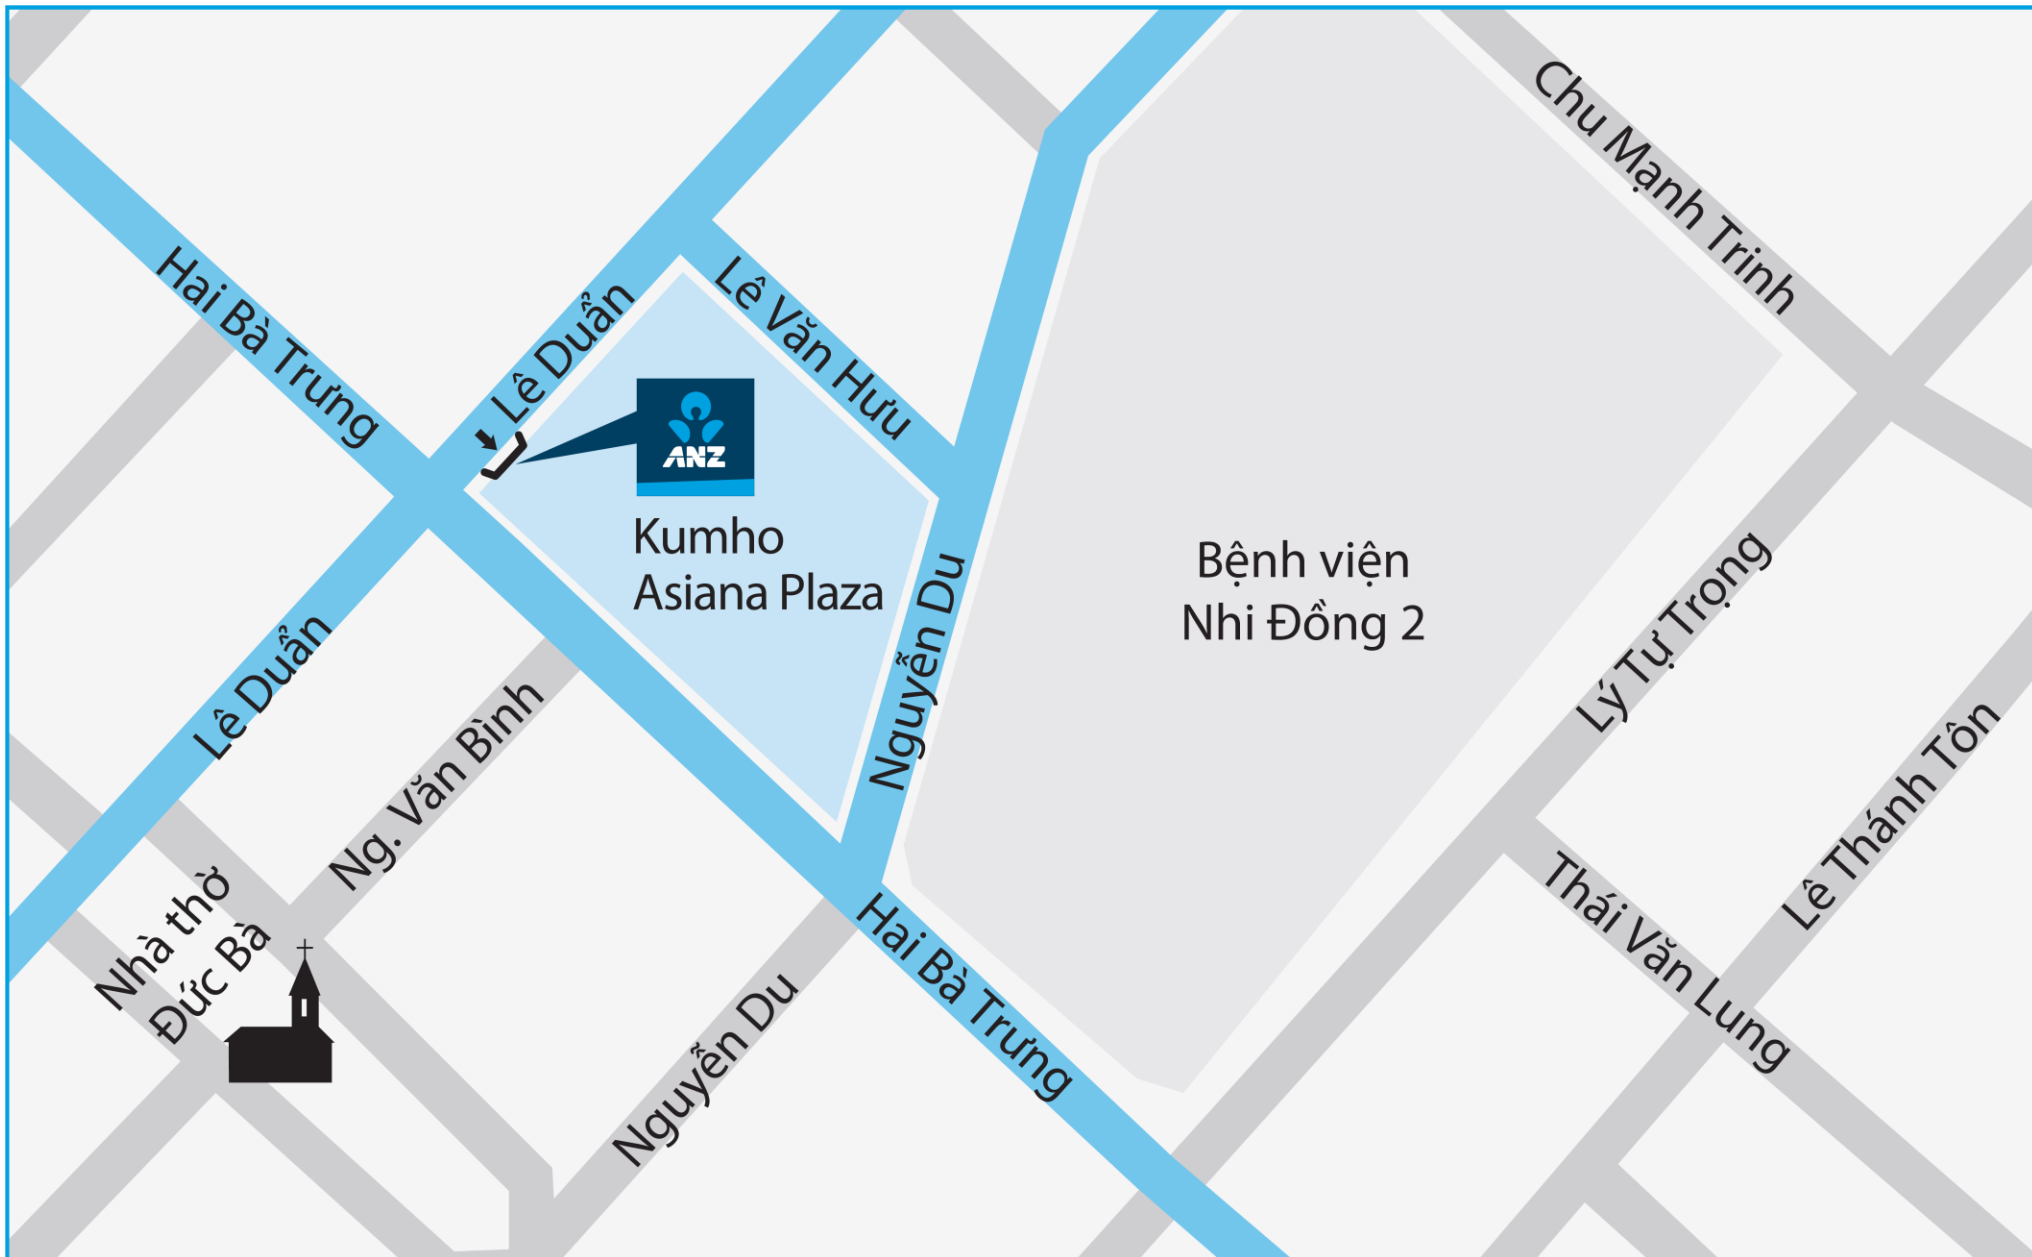 Chu Mạnh Trinh
Hai Bà Trưng
Lê Duẩn
Lê Văn Hưu
ANZ
Kumho
Asiana Plaza
Nguyễn Du
Bệnh viện
Nhi Đồng 2
Lý Tự Trọng
Lê Duẩn
Ng. Văn Bình
Lê Thánh Tôn
Nhà thờ
Đức Bà
Thái Văn Lung
Hai Bà Trưng
Nguyễn Du